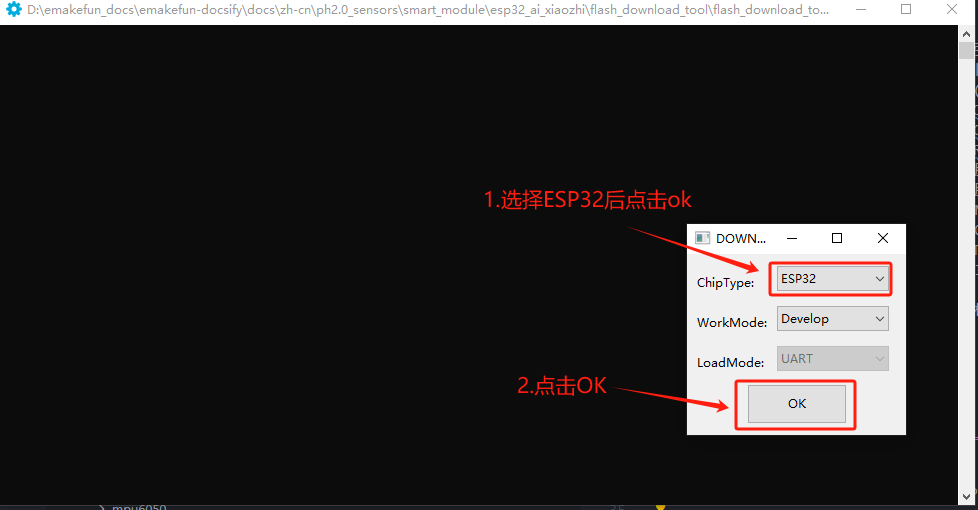 D:\emakefun_docs\emakefun-docsify\docs\zh-cn\ph2.0_sensors\smart_module\esp32_ai_xiaozhi\flash_download_tool\flash_download_to...
1.选择ESP32后点击ok
DOWN...
ChipType:
ESP32
WorkMode:
Develop
LoadMode:
UART
2.点击OK
OK
mpu6050